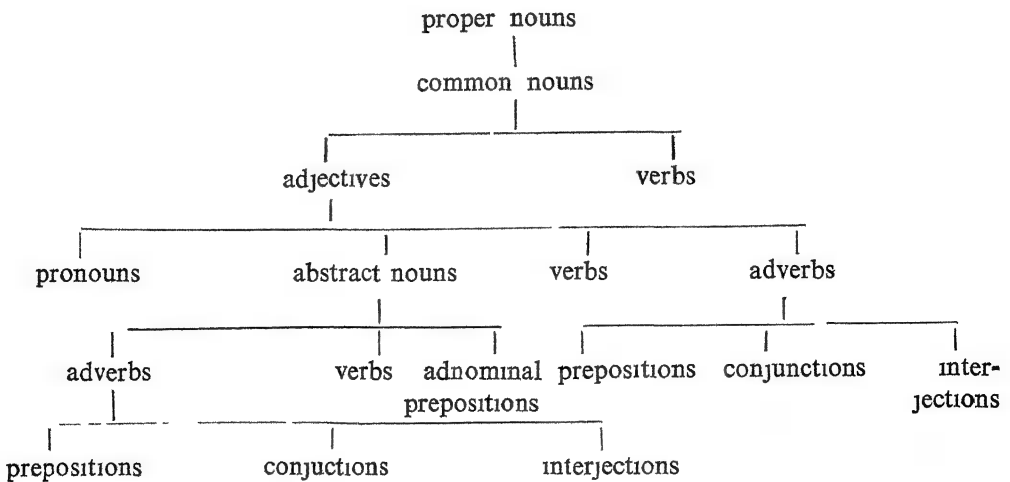 proper nouns
common nouns
adjectives verbs
pronouns abstract nouns verbs adverbs
adverbs verbs adnominal prepositions conjunctions inter-
prepositions jections
prepositions conjuctions interjections